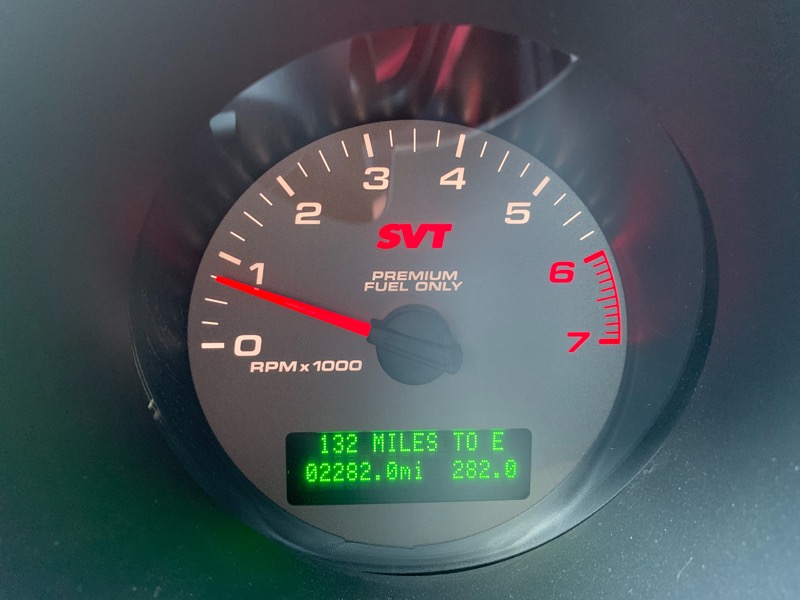 3 4
2 5
SVT
1 6
PREMIUM
FUEL ONLY
0 7
RPM x 1000
132 MILES TO E
02282.0mi 282.0